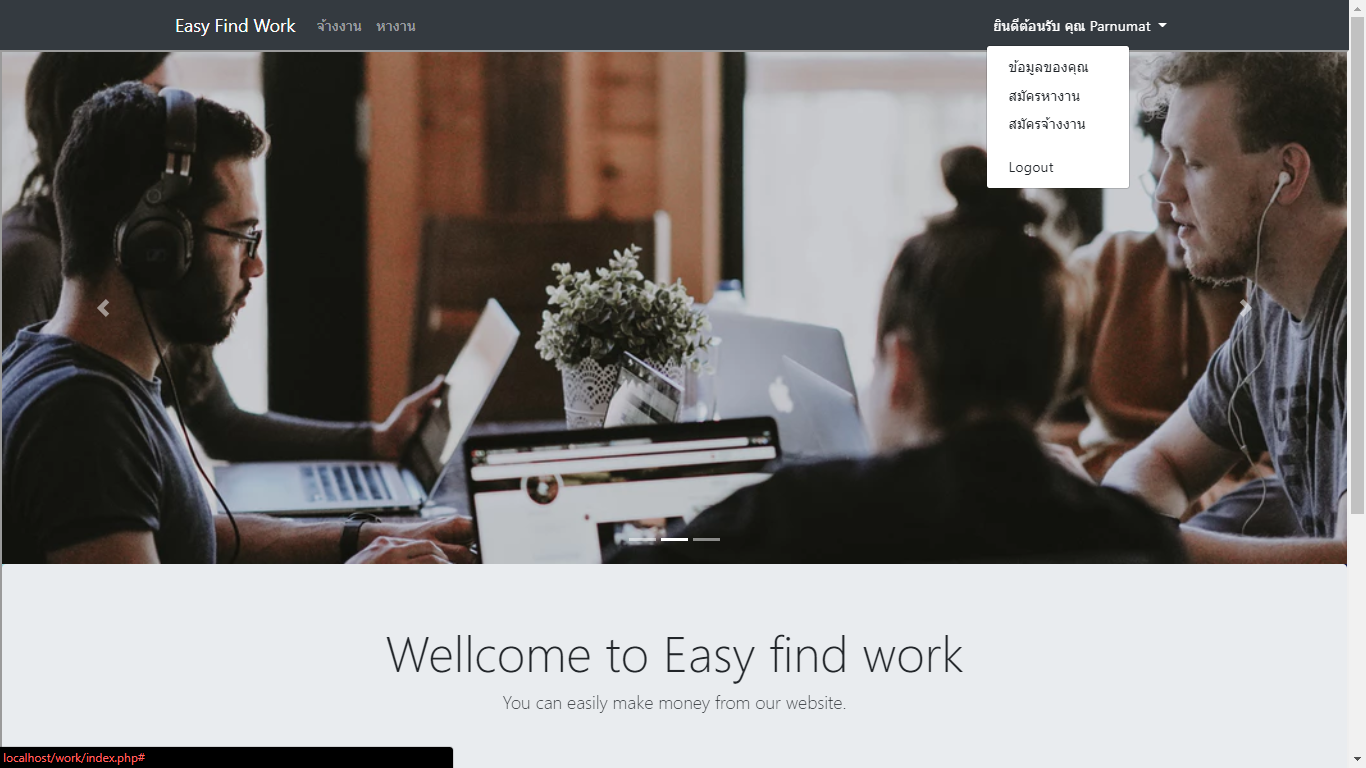 Easy Find Work จ้างงาน หางาน ยินดีต้อนรับ คุณ Parnumat
ข้อมูลของคุณ
สมัครหางาน
สมัครจ้างงาน
Logout
Wellcome to Easy find work
You can easily make money from our website.
localhost/work/index.php#